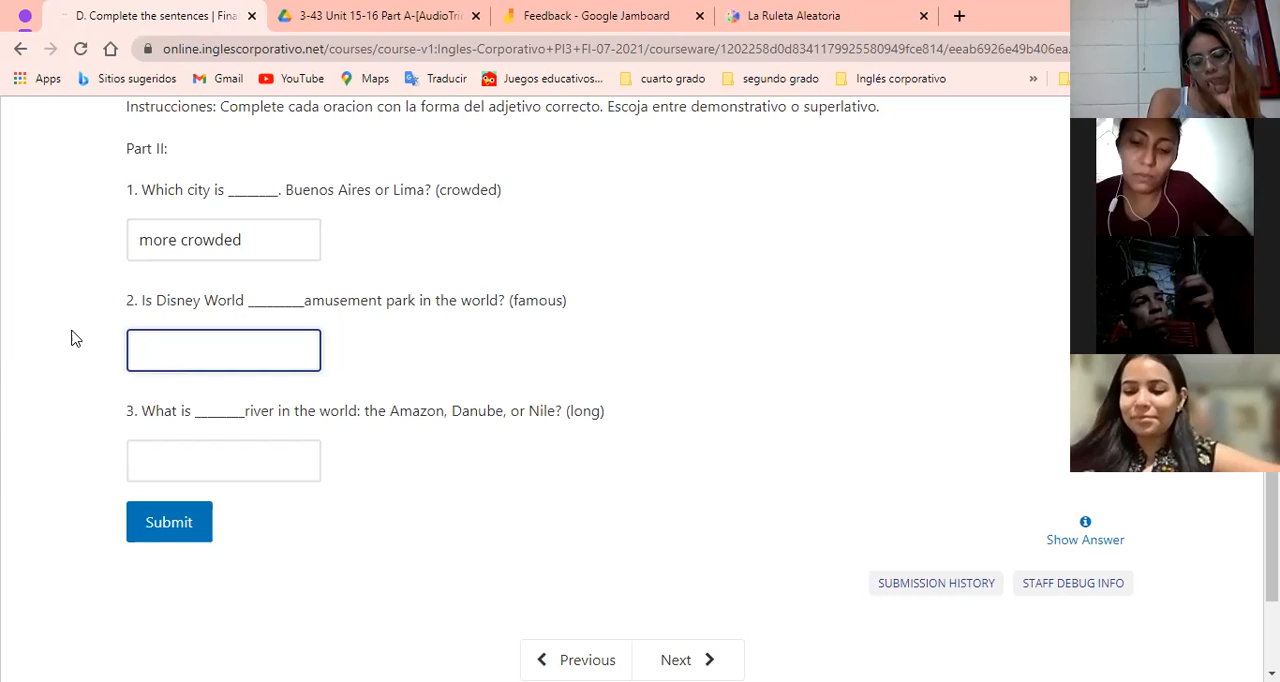 D. Complete the sentences | Fina
3-43 Unit 15-16 Part A-[AudioTri
Feedback - Google Jamboard
La Ruleta Aleatoria
online.inglescorporativo.net/courses/course-v1:Ingles-Corporativo+PI3+FI-07-2021/courseware/1202258d0d8341179925580949fce814/eeab6926e49b406ea
Apps
Sitios sugeridos
Gmail
YouTube
Maps
Traducir
Juegos educativos...
cuarto grado
segundo grado
Inglés corporativo
»
Instrucciones: Complete cada oracion con la forma del adjetivo correcto. Escoja entre demonstrativo o superlativo.
Part II:
1. Which city is ________. Buenos Aires or Lima? (crowded)
more crowded
2. Is Disney World _________amusement park in the world? (famous)
3. What is ________river in the world: the Amazon, Danube, or Nile? (long)
Submit
Show Answer
SUBMISSION HISTORY
STAFF DEBUG INFO
Previous
Next